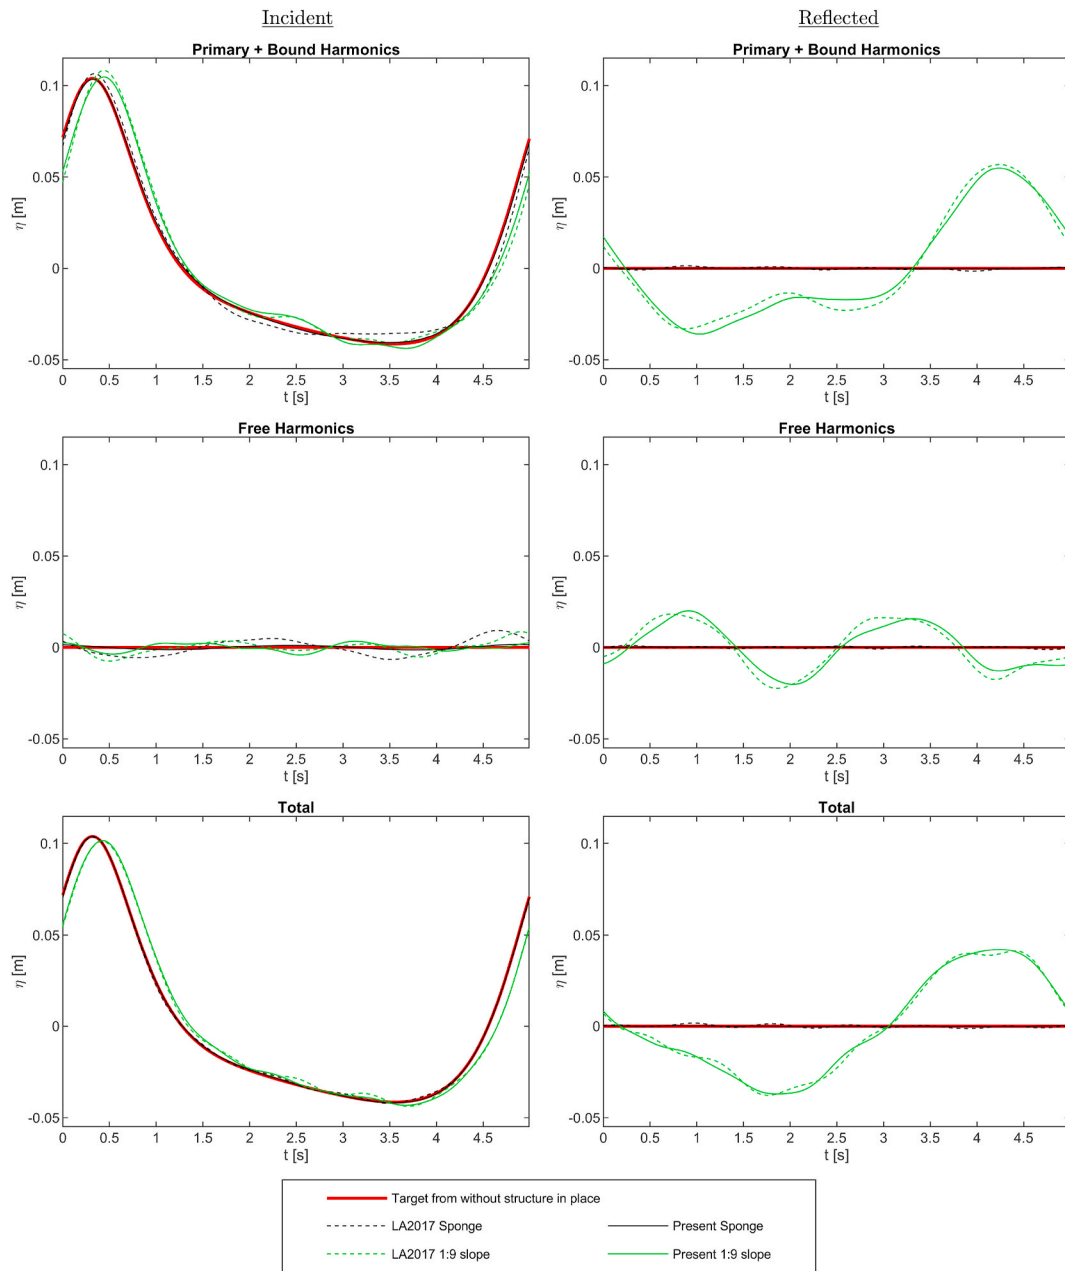 Incident
Reflected
Primary + Bound Harmonics
Primary + Bound Harmonics
0.1
0.05
0
-0.05
η [m]
0 0.5 1 1.5 2 2.5 3 3.5 4 4.5
t [s]
0.1
0.05
0
-0.05
η [m]
0 0.5 1 1.5 2 2.5 3 3.5 4 4.5
t [s]
Free Harmonics
Free Harmonics
0.1
0.05
0
-0.05
η [m]
0 0.5 1 1.5 2 2.5 3 3.5 4 4.5
t [s]
0.1
0.05
0
-0.05
η [m]
0 0.5 1 1.5 2 2.5 3 3.5 4 4.5
t [s]
Total
Total
0.1
0.05
0
-0.05
η [m]
0 0.5 1 1.5 2 2.5 3 3.5 4 4.5
t [s]
0.1
0.05
0
-0.05
η [m]
0 0.5 1 1.5 2 2.5 3 3.5 4 4.5
t [s]
Target from without structure in place
LA2017 Sponge
Present Sponge
LA2017 1:9 slope
Present 1:9 slope